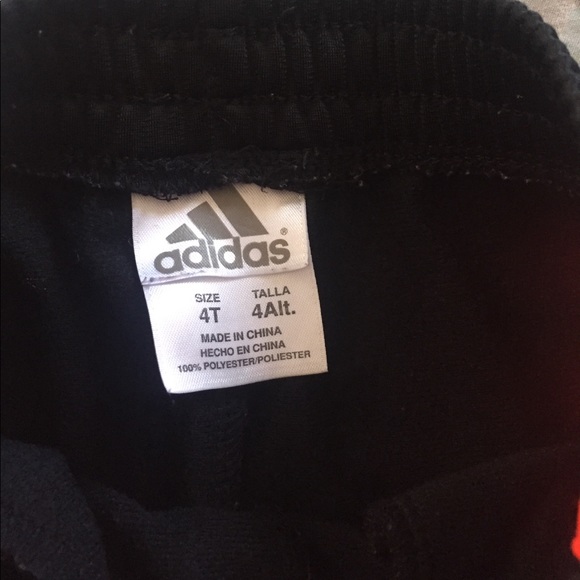 adidas®
SIZE TALLA
4T 4Alt.
MADE IN CHINA
HECHO EN CHINA
100% POLYESTER/POLIESTER